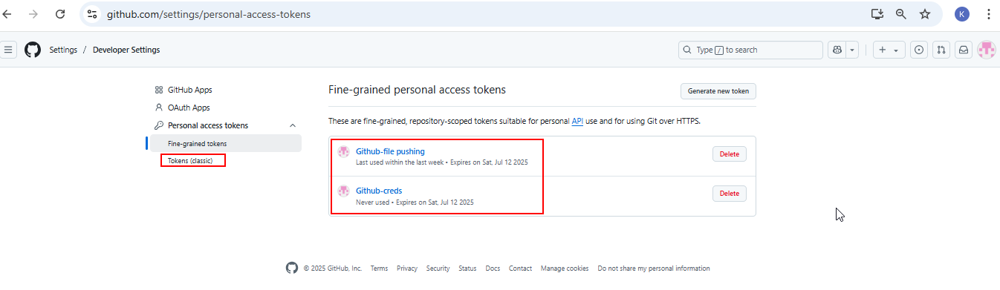 github.com/settings/personal-access-tokens
K
Settings / Developer Settings
Type / to search
GitHub Apps
OAuth Apps
Personal access tokens
Fine-grained tokens
Tokens (classic)
Fine-grained personal access tokens
Generate new token
These are fine-grained, repository-scoped tokens suitable for personal API use and for using Git over HTTPS.
Github-file pushing
Last used within the last week • Expires on Sat, Jul 12 2025
Delete
Github-creds
Never used • Expires on Sat, Jul 12 2025
Delete
© 2025 GitHub, Inc. Terms Privacy Security Status Docs Contact Manage cookies Do not share my personal information